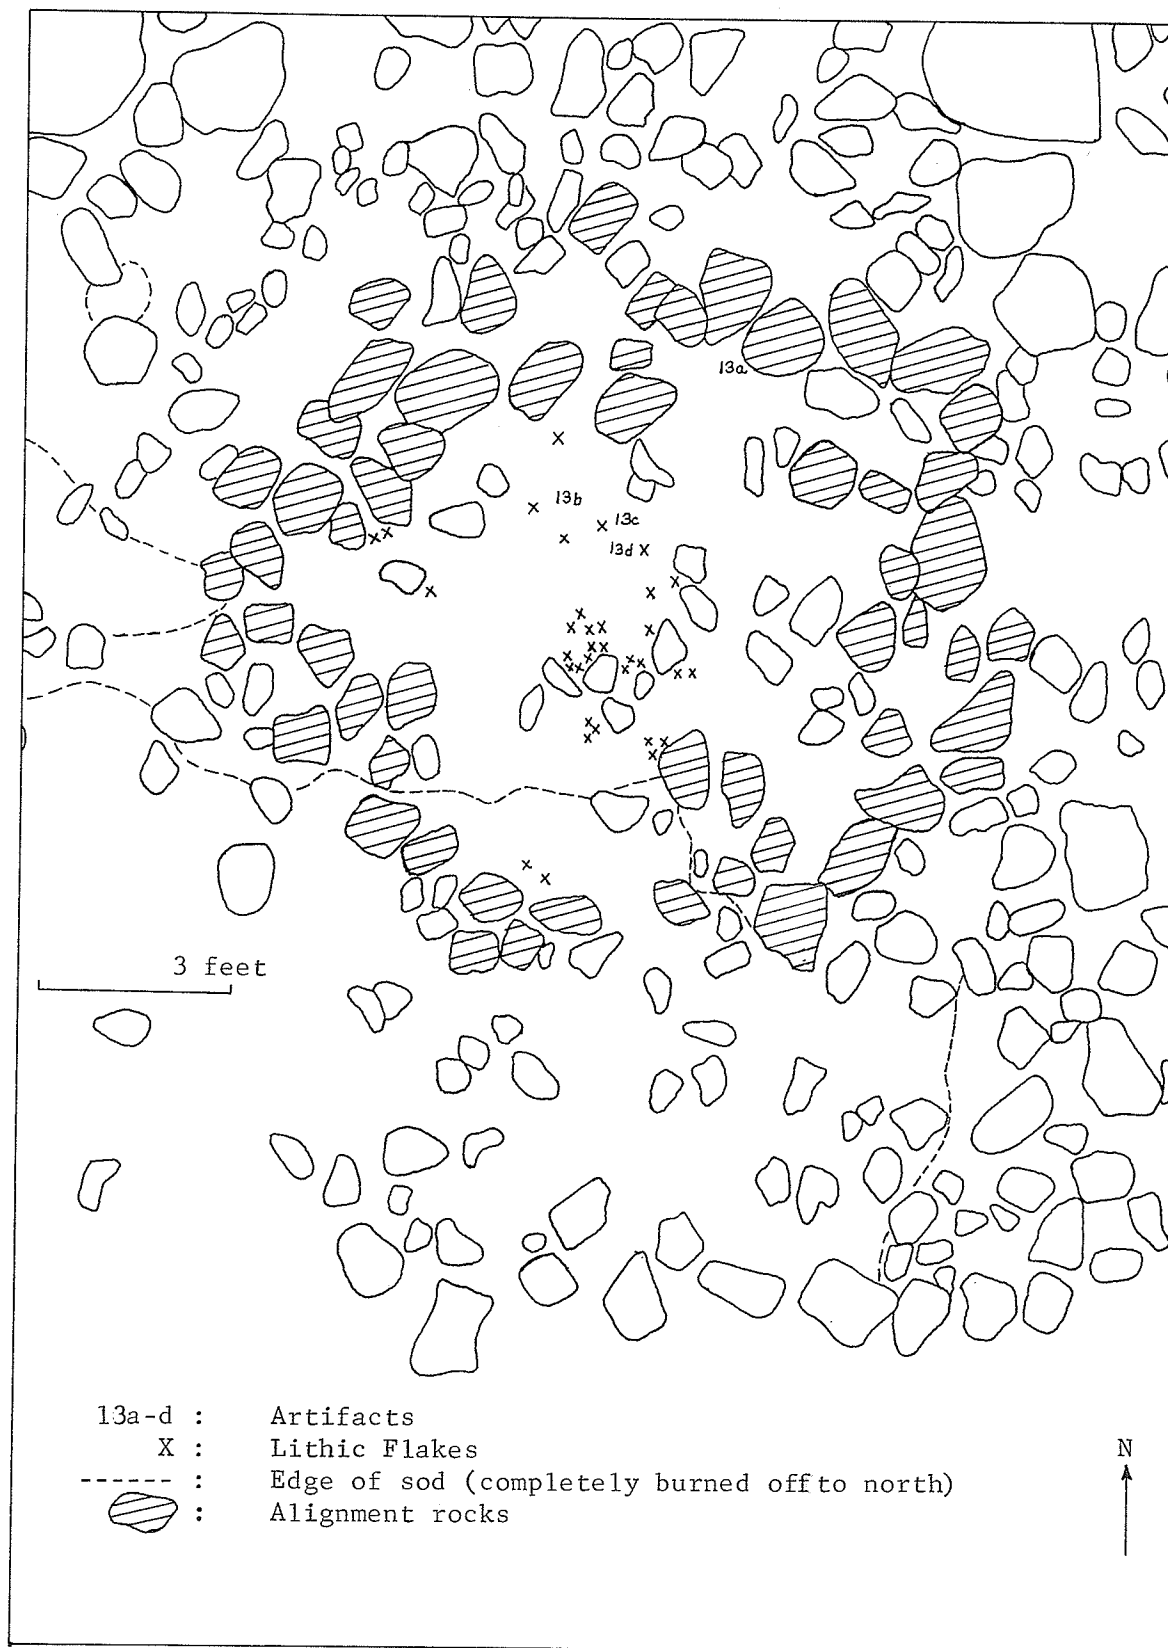 13a
13b
13c
13d
3 feet
13a-d : Artifacts
X : Lithic Flakes
------ : Edge of sod (completely burned off to north)
: Alignment rocks
N